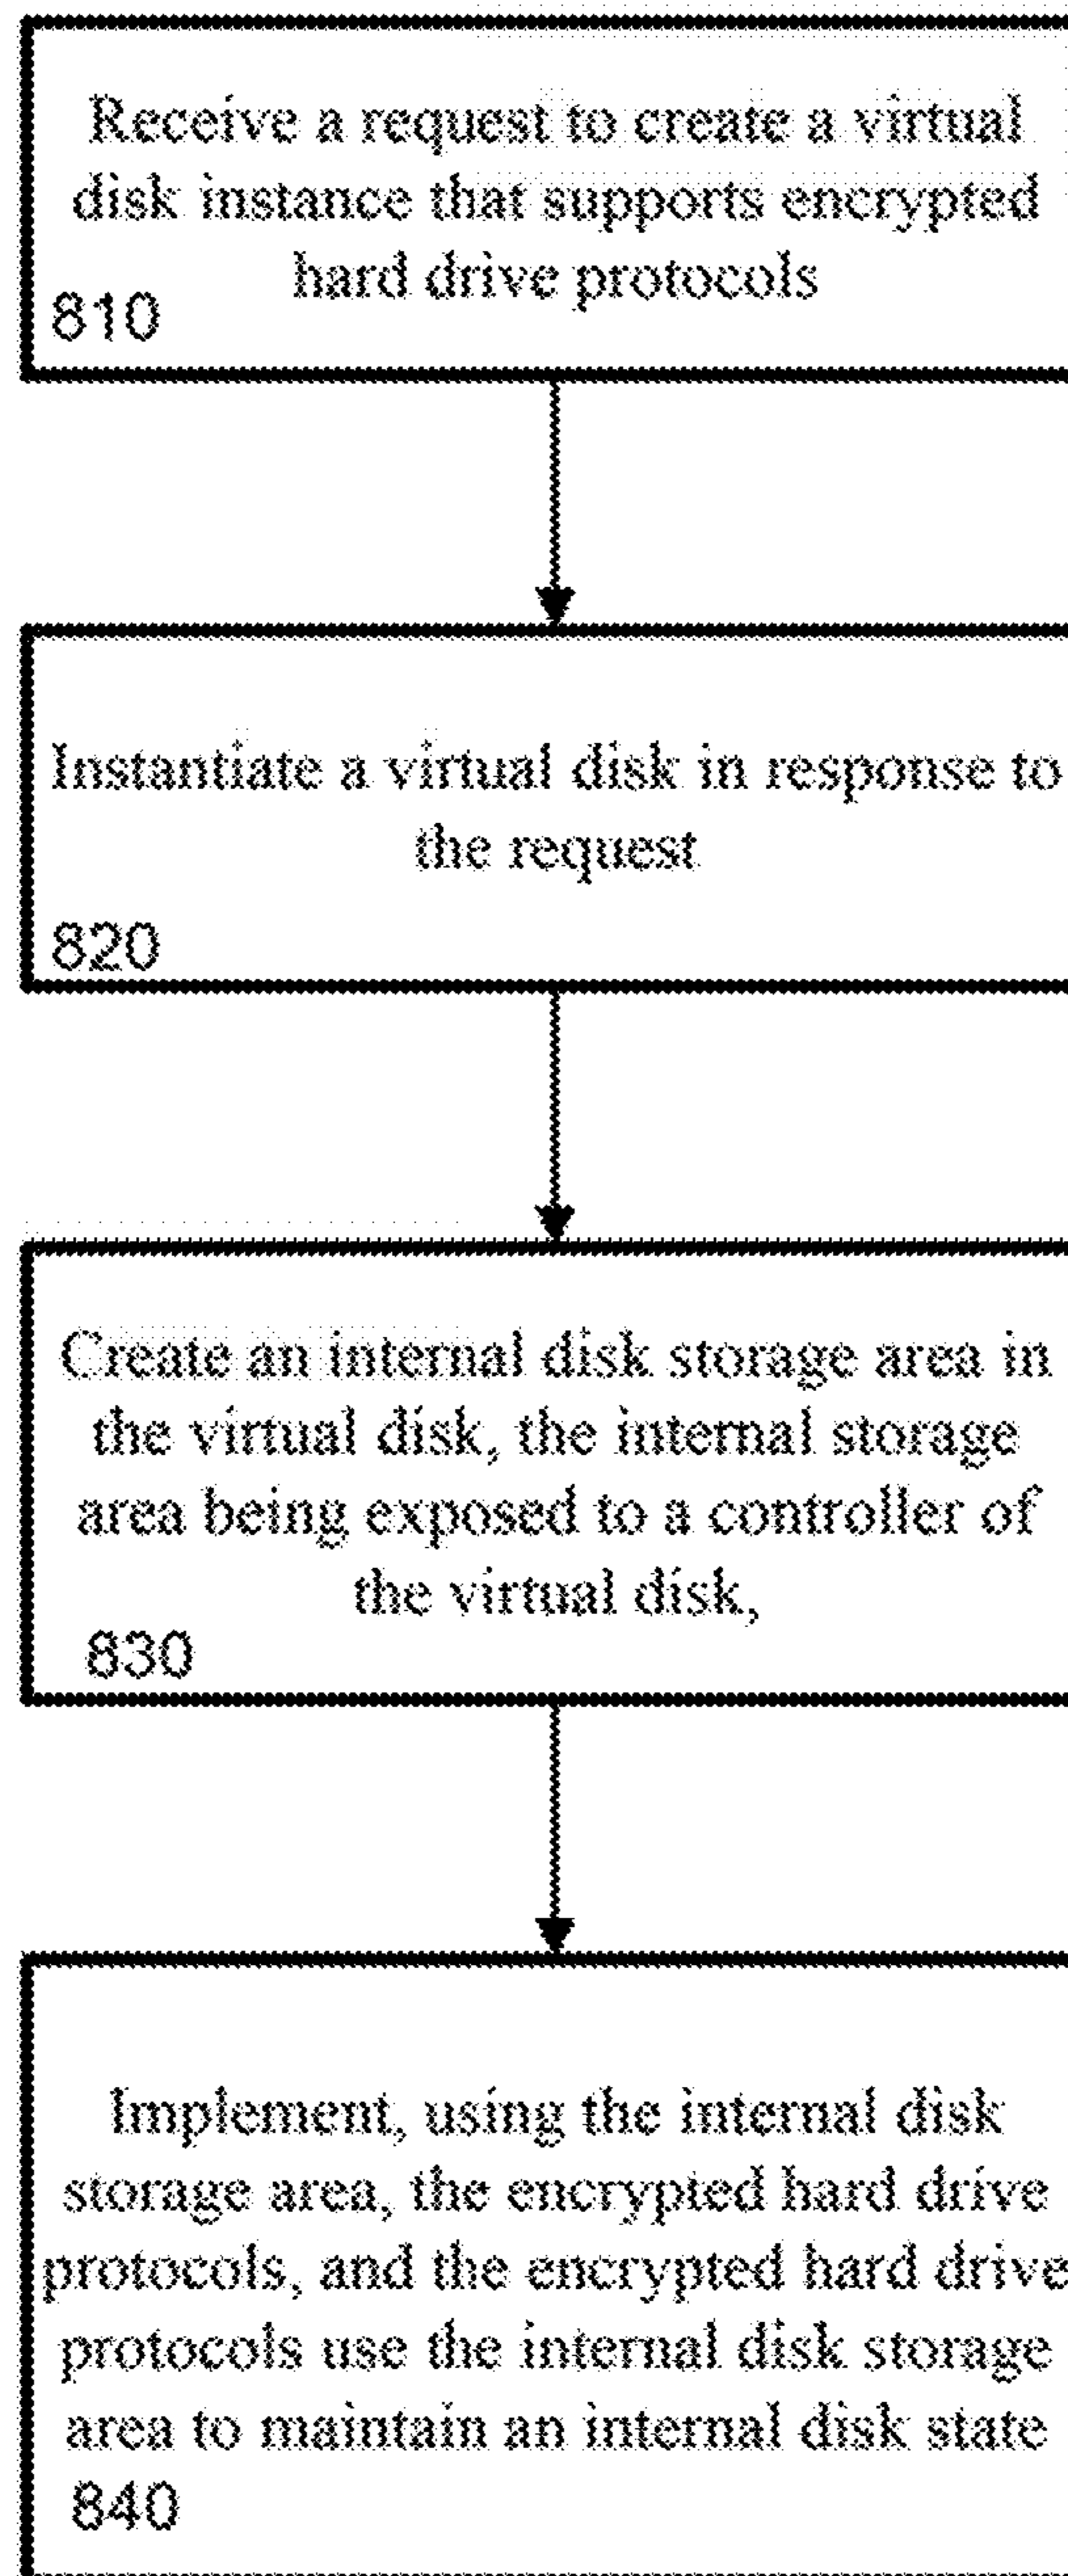 Receive a request to create a virtual
disk instance that supports encrypted
hard drive protocols
810
Instantiate a virtual disk in response to
the request
820
Create an internal disk storage area in
the virtual disk, the internal storage
area being exposed to a controller of
the virtual disk,
830
Implement, using the internal disk
storage area, the encrypted hard drive
protocols, and the encrypted hard drive
protocols use the internal disk storage
area to maintain an internal disk state
840